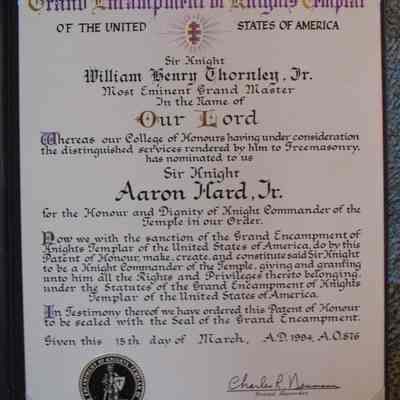 Grand Encampment of Knights Templar
OF THE UNITED STATES OF AMERICA
Sir Knight
William Henry Thornley, Jr.
Most Eminent Grand Master
In the Name of
Our Lord
Whereas our College of Honours having under consideration
the distinguished services rendered by him to Freemasonry,
has nominated to us
Sir Knight
Aaron Hard, Jr.
for the Honour and Dignity of Knight Commander of the
Temple in our Order.
Now we with the sanction of the Grand Encampment of
Knights Templar of the United States of America, do by this
Patent of Honour, make, create, and constitute said Sir Knight
to be a Knight Commander of the Temple, giving and granting
unto him all the Rights and Privileges thereto belonging
under the Statutes of the Grand Encampment of Knights
Templar of the United States of America.
In Testimony thereof we have ordered this Patent of Honour
to be sealed with the Seal of the Grand Encampment.
Given this 15th day of March, A.D. 1994, A.O. 876
Charles R. Neumann
Grand Recorder